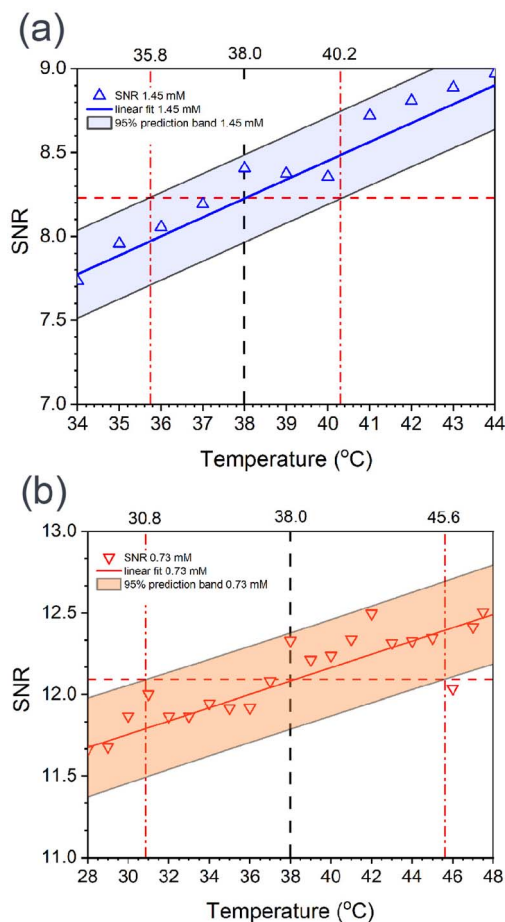 (a)
35.8 38.0 40.2
9.0
SNR 1.45 mM
linear fit 1.45 mM
95% prediction band 1.45 mM
8.5
SNR
8.0
7.5
7.0
34 35 36 37 38 39 40 41 42 43 44
Temperature (°C)
(b)
30.8 38.0 45.6
13.0
SNR 0.73 mM
linear fit 0.73 mM
95% prediction band 0.73 mM
12.5
SNR
12.0
11.5
11.0
28 30 32 34 36 38 40 42 44 46 48
Temperature (°C)